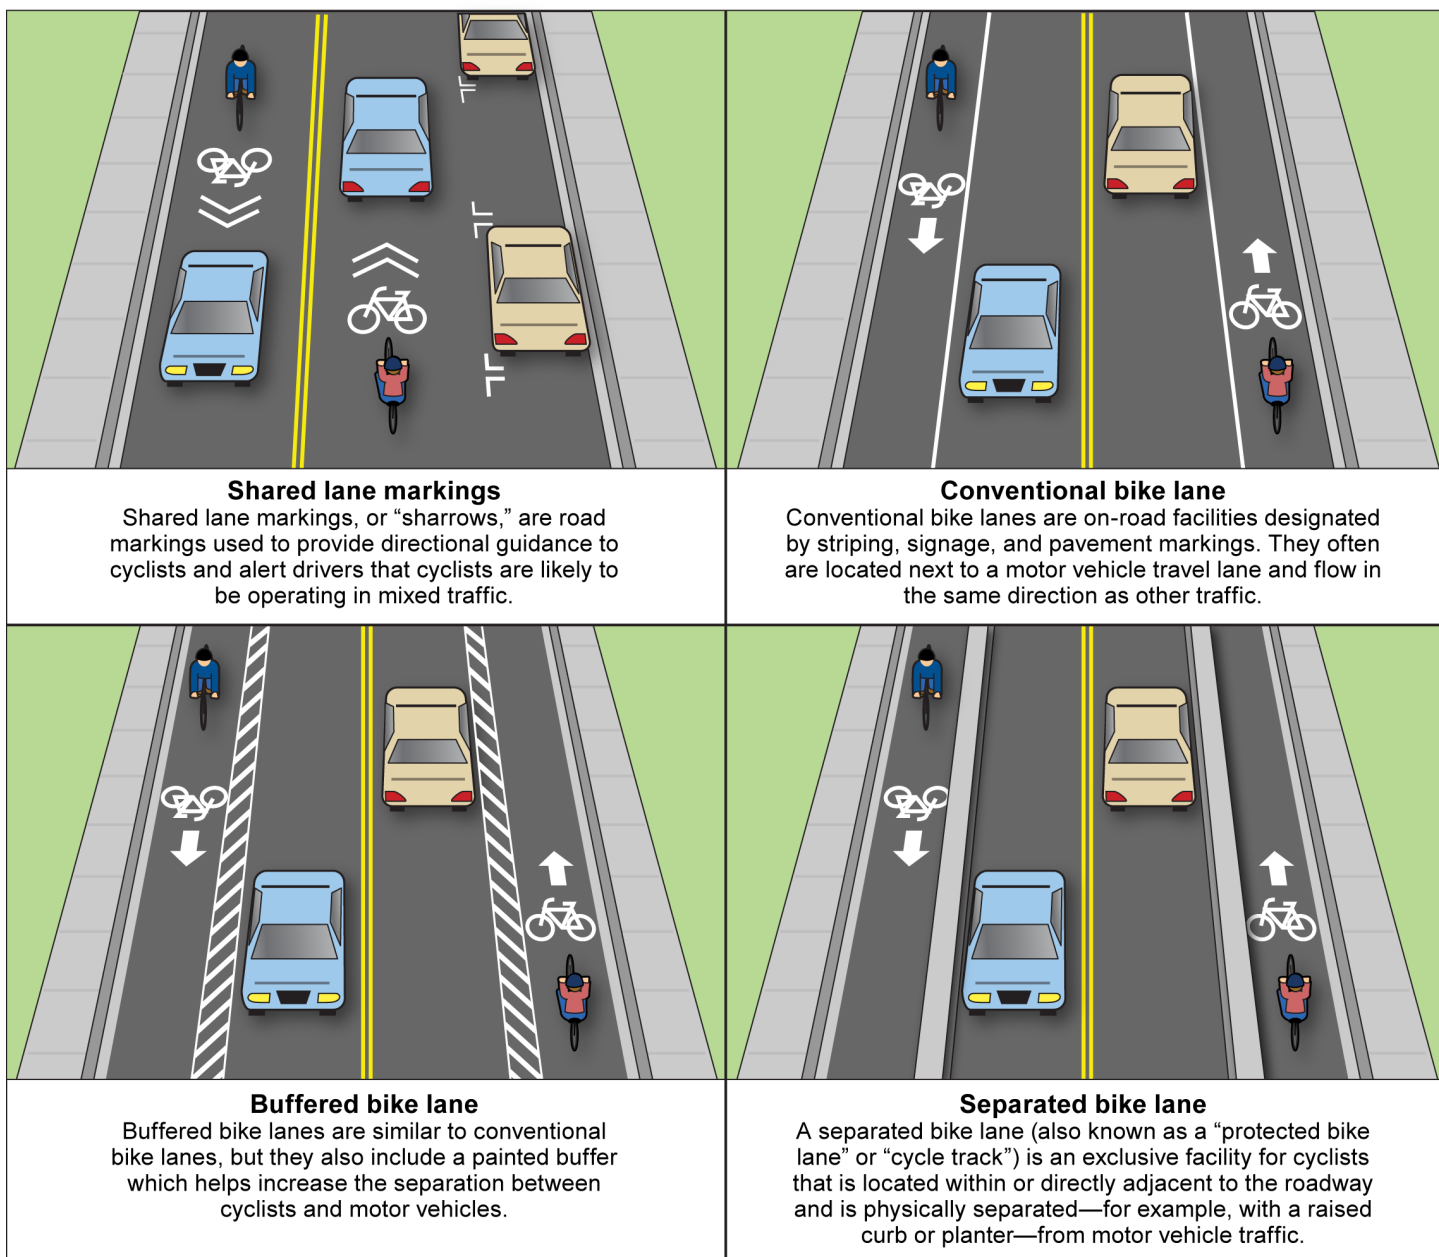 Shared lane markings
Shared lane markings, or “sharrows,” are road
markings used to provide directional guidance to
cyclists and alert drivers that cyclists are likely to
be operating in mixed traffic.
Conventional bike lane
Conventional bike lanes are on-road facilities designated
by striping, signage, and pavement markings. They often
are located next to a motor vehicle travel lane and flow in
the same direction as other traffic.
Buffered bike lane
Buffered bike lanes are similar to conventional
bike lanes, but they also include a painted buffer
which helps increase the separation between
cyclists and motor vehicles.
Separated bike lane
A separated bike lane (also known as a “protected bike
lane” or “cycle track”) is an exclusive facility for cyclists
that is located within or directly adjacent to the roadway
and is physically separated—for example, with a raised
curb or planter—from motor vehicle traffic.